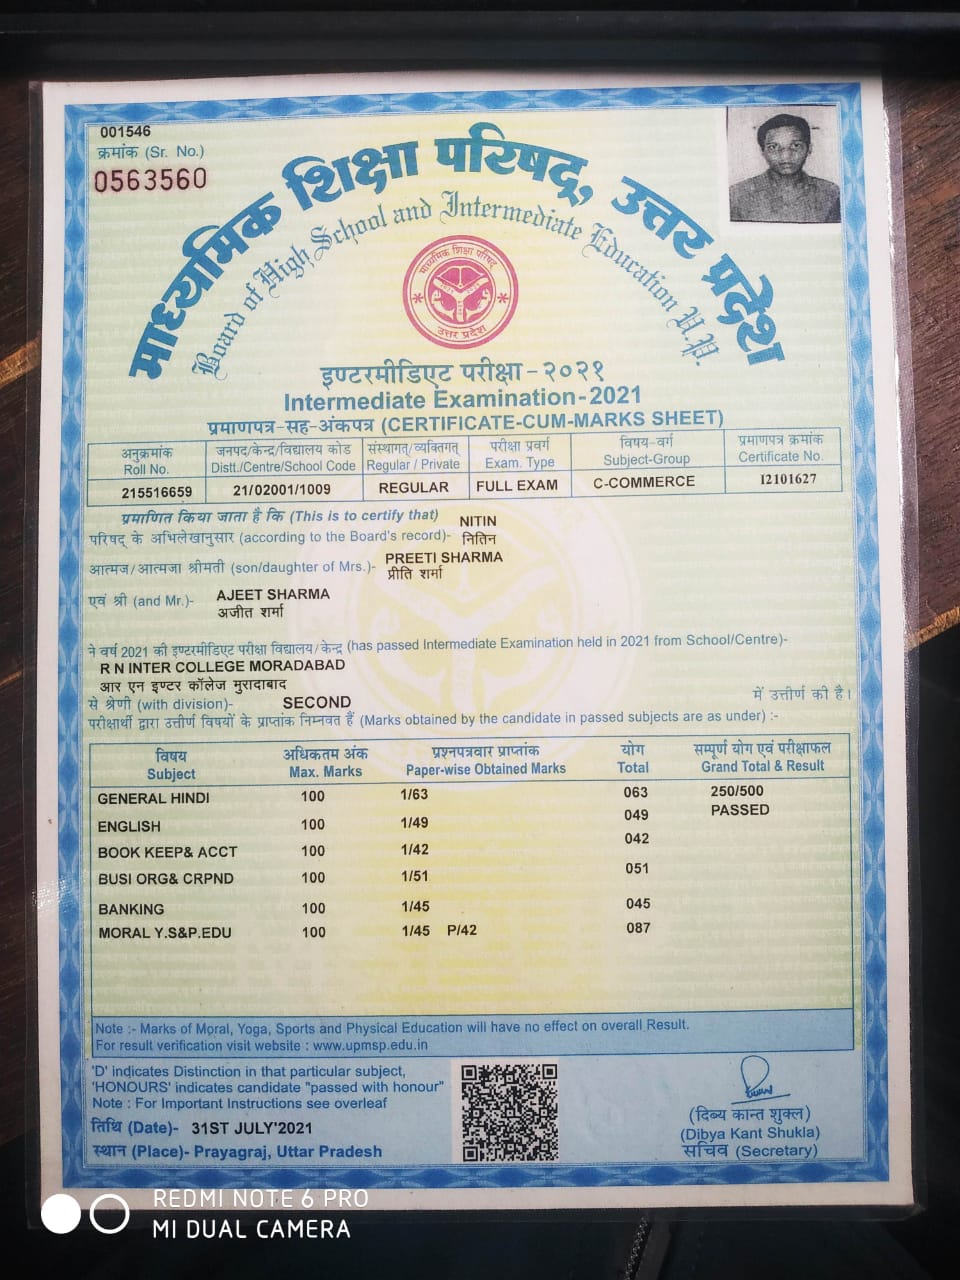 001546
क्रमांक (Sr. No.)
0563560
माध्यमिक शिक्षा परिषद्, उत्तर प्रदेश
Board of High School and Intermediate Education U.P.
माध्यमिक शिक्षा परिषद
उत्तर प्रदेश
इण्टरमीडिएट परीक्षा-२०२१
Intermediate Examination-2021
प्रमाणपत्र-सह-अंकपत्र (CERTIFICATE-CUM-MARKS SHEET)
अनुक्रमांक जनपद/केन्द्र/विद्यालय कोड संस्थागत्/व्यक्तिगत् परीक्षा प्रवर्ग विषय-वर्ग प्रमाणपत्र क्रमांक
Roll No. Distt./Centre/School Code Regular / Private Exam. Type Subject-Group Certificate No.
215516659 21/02001/1009 REGULAR FULL EXAM C-COMMERCE I2101627
प्रमाणित किया जाता है कि (This is to certify that) NITIN
परिषद् के अभिलेखानुसार (according to the Board's record)- नितिन
PREETI SHARMA
आत्मज/आत्मजा श्रीमती (son/daughter of Mrs.)- प्रीति शर्मा
एवं श्री (and Mr.)- AJEET SHARMA
अजीत शर्मा
ने वर्ष 2021 की इण्टरमीडिएट परीक्षा विद्यालय/केन्द्र (has passed Intermediate Examination held in 2021 from School/Centre)-
R N INTER COLLEGE MORADABAD
आर एन इण्टर कॉलेज मुरादाबाद
से श्रेणी (with division)- SECOND में उत्तीर्ण की है।
परीक्षार्थी द्वारा उत्तीर्ण विषयों के प्राप्तांक निम्नवत हैं (Marks obtained by the candidate in passed subjects are as under) :-
विषय अधिकतम अंक प्रश्नपत्रवार प्राप्तांक योग सम्पूर्ण योग एवं परीक्षाफल
Subject Max. Marks Paper-wise Obtained Marks Total Grand Total & Result
GENERAL HINDI 100 1/63 063 250/500
PASSED
ENGLISH 100 1/49 049
BOOK KEEP& ACCT 100 1/42 042
BUSI ORG& CRPND 100 1/51 051
BANKING 100 1/45 045
MORAL Y.S&P.EDU 100 1/45 P/42 087
Note :- Marks of Moral, Yoga, Sports and Physical Education will have no effect on overall Result.
For result verification visit website : www.upmsp.edu.in
'D' indicates Distinction in that particular subject,
'HONOURS' indicates candidate "passed with honour"
Note : For Important Instructions see overleaf
तिथि (Date)- 31ST JULY'2021
स्थान (Place)- Prayagraj, Uttar Pradesh
(दिव्य कान्त शुक्ल)
(Dibya Kant Shukla)
सचिव (Secretary)
REDMI NOTE 6 PRO
MI DUAL CAMERA